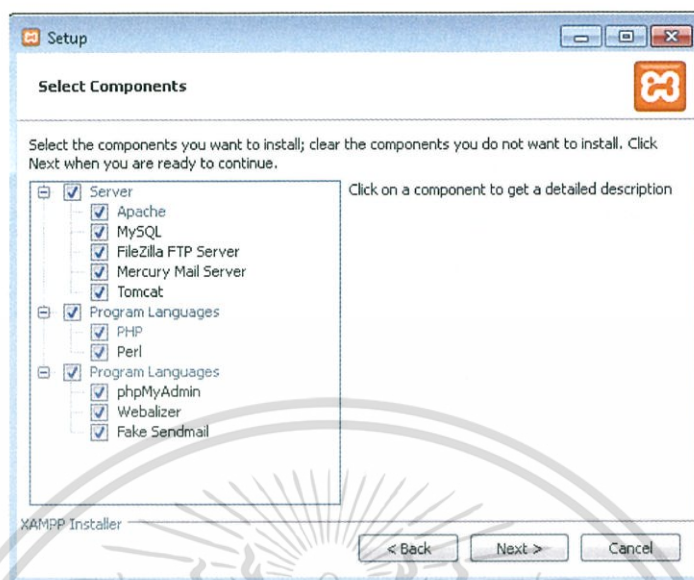 Setup
Select Components
Select the components you want to install; clear the components you do not want to install. Click
Next when you are ready to continue.
Server
Apache
MySQL
FileZilla FTP Server
Mercury Mail Server
Tomcat
Program Languages
PHP
Perl
Program Languages
phpMyAdmin
Webalizer
Fake Sendmail
Click on a component to get a detailed description
XAMPP Installer
< Back
Next >
Cancel